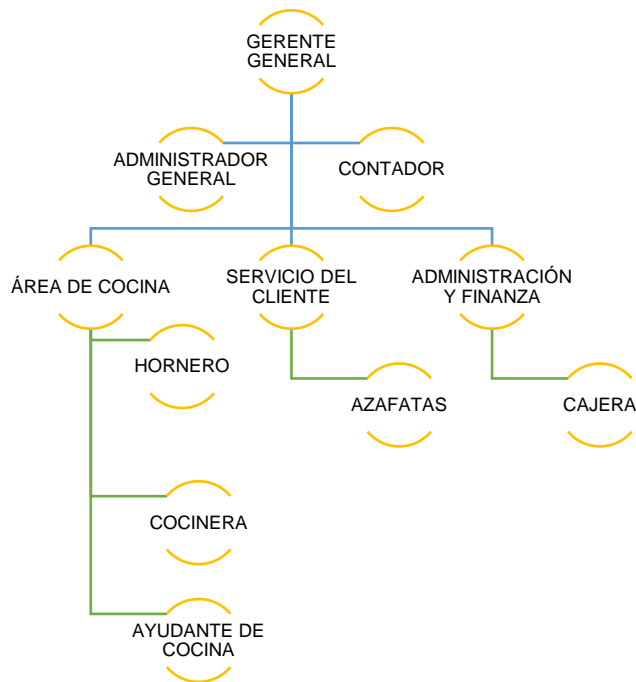 GERENTE
GENERAL
ADMINISTRADOR
GENERAL
CONTADOR
ÁREA DE COCINA
SERVICIO DEL
CLIENTE
ADMINISTRACIÓN
Y FINANZA
HORNERO
AZAFATAS
CAJERA
COCINERA
AYUDANTE DE
COCINA